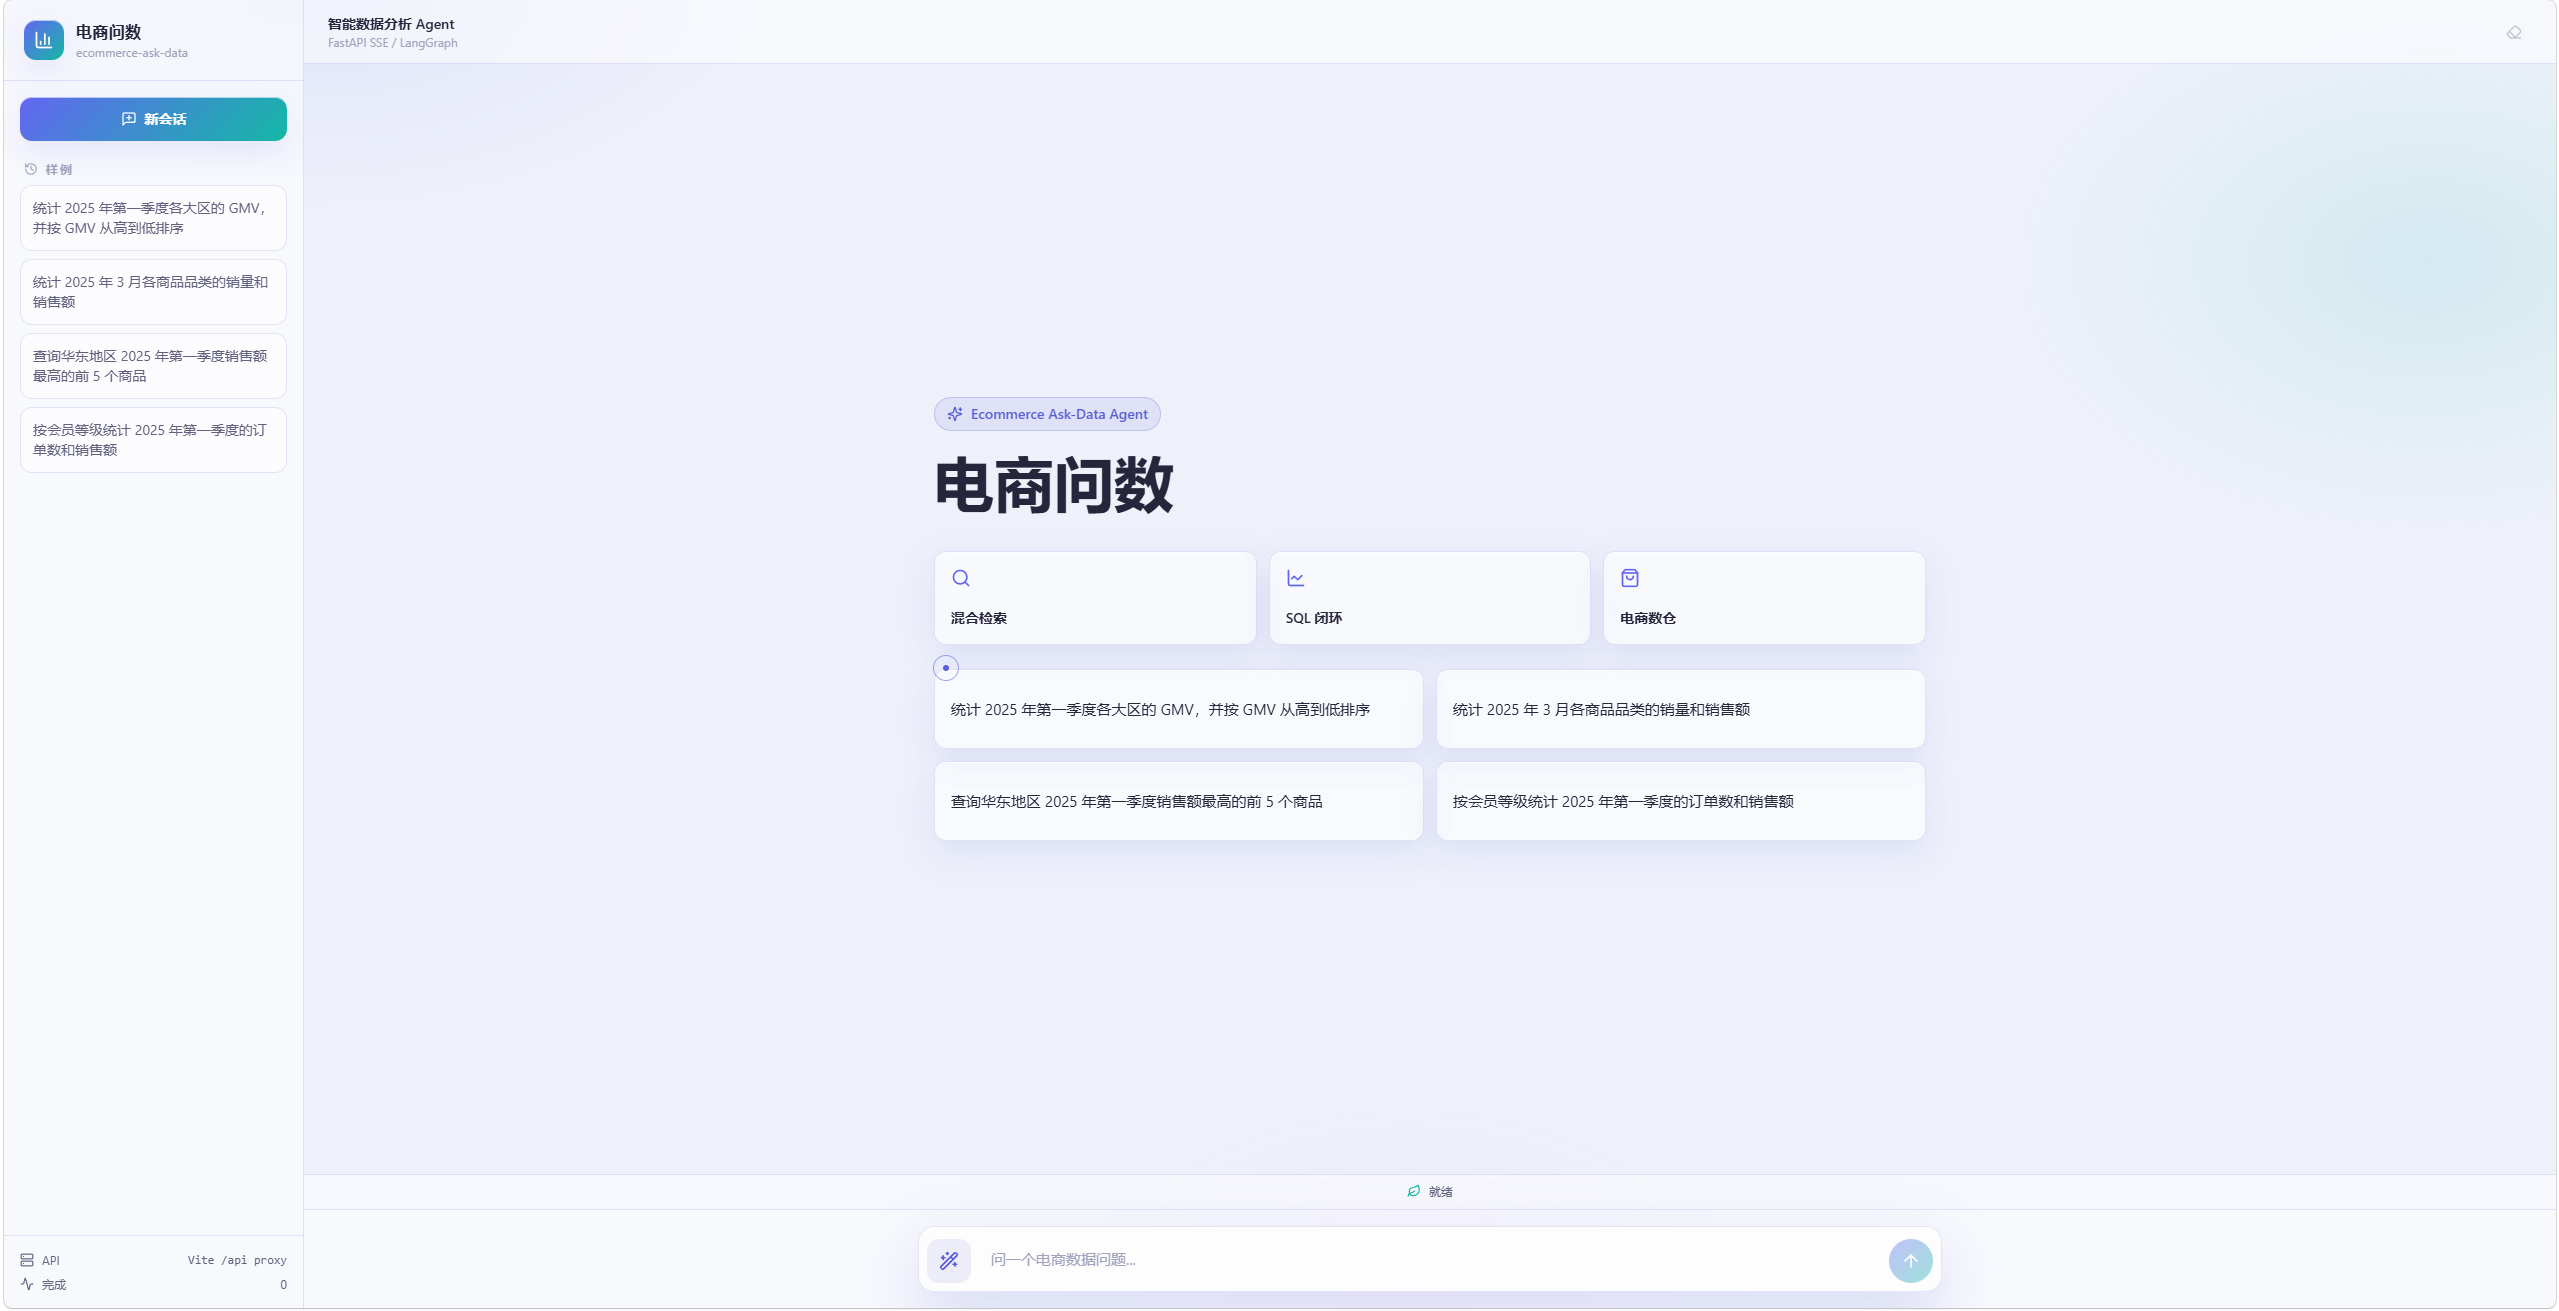 电商问数
ecommerce-ask-data
新会话
样例
统计 2025 年第一季度各大区的 GMV，
并按 GMV 从高到低排序
统计 2025 年 3 月各商品品类的销量和
销售额
查询华东地区 2025 年第一季度销售额
最高的前 5 个商品
按会员等级统计 2025 年第一季度的订
单数和销售额
API
Vite /api proxy
完成
0
智能数据分析 Agent
FastAPI SSE / LangGraph
Ecommerce Ask-Data Agent
电商问数
混合检索
SQL 闭环
电商数仓
统计 2025 年第一季度各大区的 GMV，并按 GMV 从高到低排序
统计 2025 年 3 月各商品品类的销量和销售额
查询华东地区 2025 年第一季度销售额最高的前 5 个商品
按会员等级统计 2025 年第一季度的订单数和销售额
就绪
问一个电商数据问题...